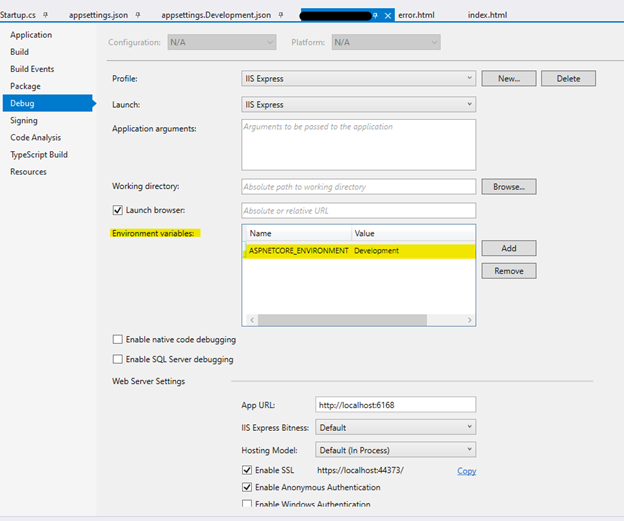 Startup.cs appsettings.json appsettings.Development.json error.html index.html
Application
Build
Build Events
Package
Debug
Signing
Code Analysis
TypeScript Build
Resources
Configuration: N/A Platform: N/A
Profile: IIS Express New... Delete
Launch: IIS Express
Application arguments: Arguments to be passed to the application
Working directory: Absolute path to working directory Browse...
Launch browser: Absolute or relative URL
Environment variables: Name Value
ASPNETCORE_ENVIRONMENT Development
Add
Remove
Enable native code debugging
Enable SQL Server debugging
Web Server Settings
App URL: http://localhost:6168
IIS Express Bitness: Default
Hosting Model: Default (In Process)
Enable SSL https://localhost:44373/ Copy
Enable Anonymous Authentication
Enable Windows Authentication